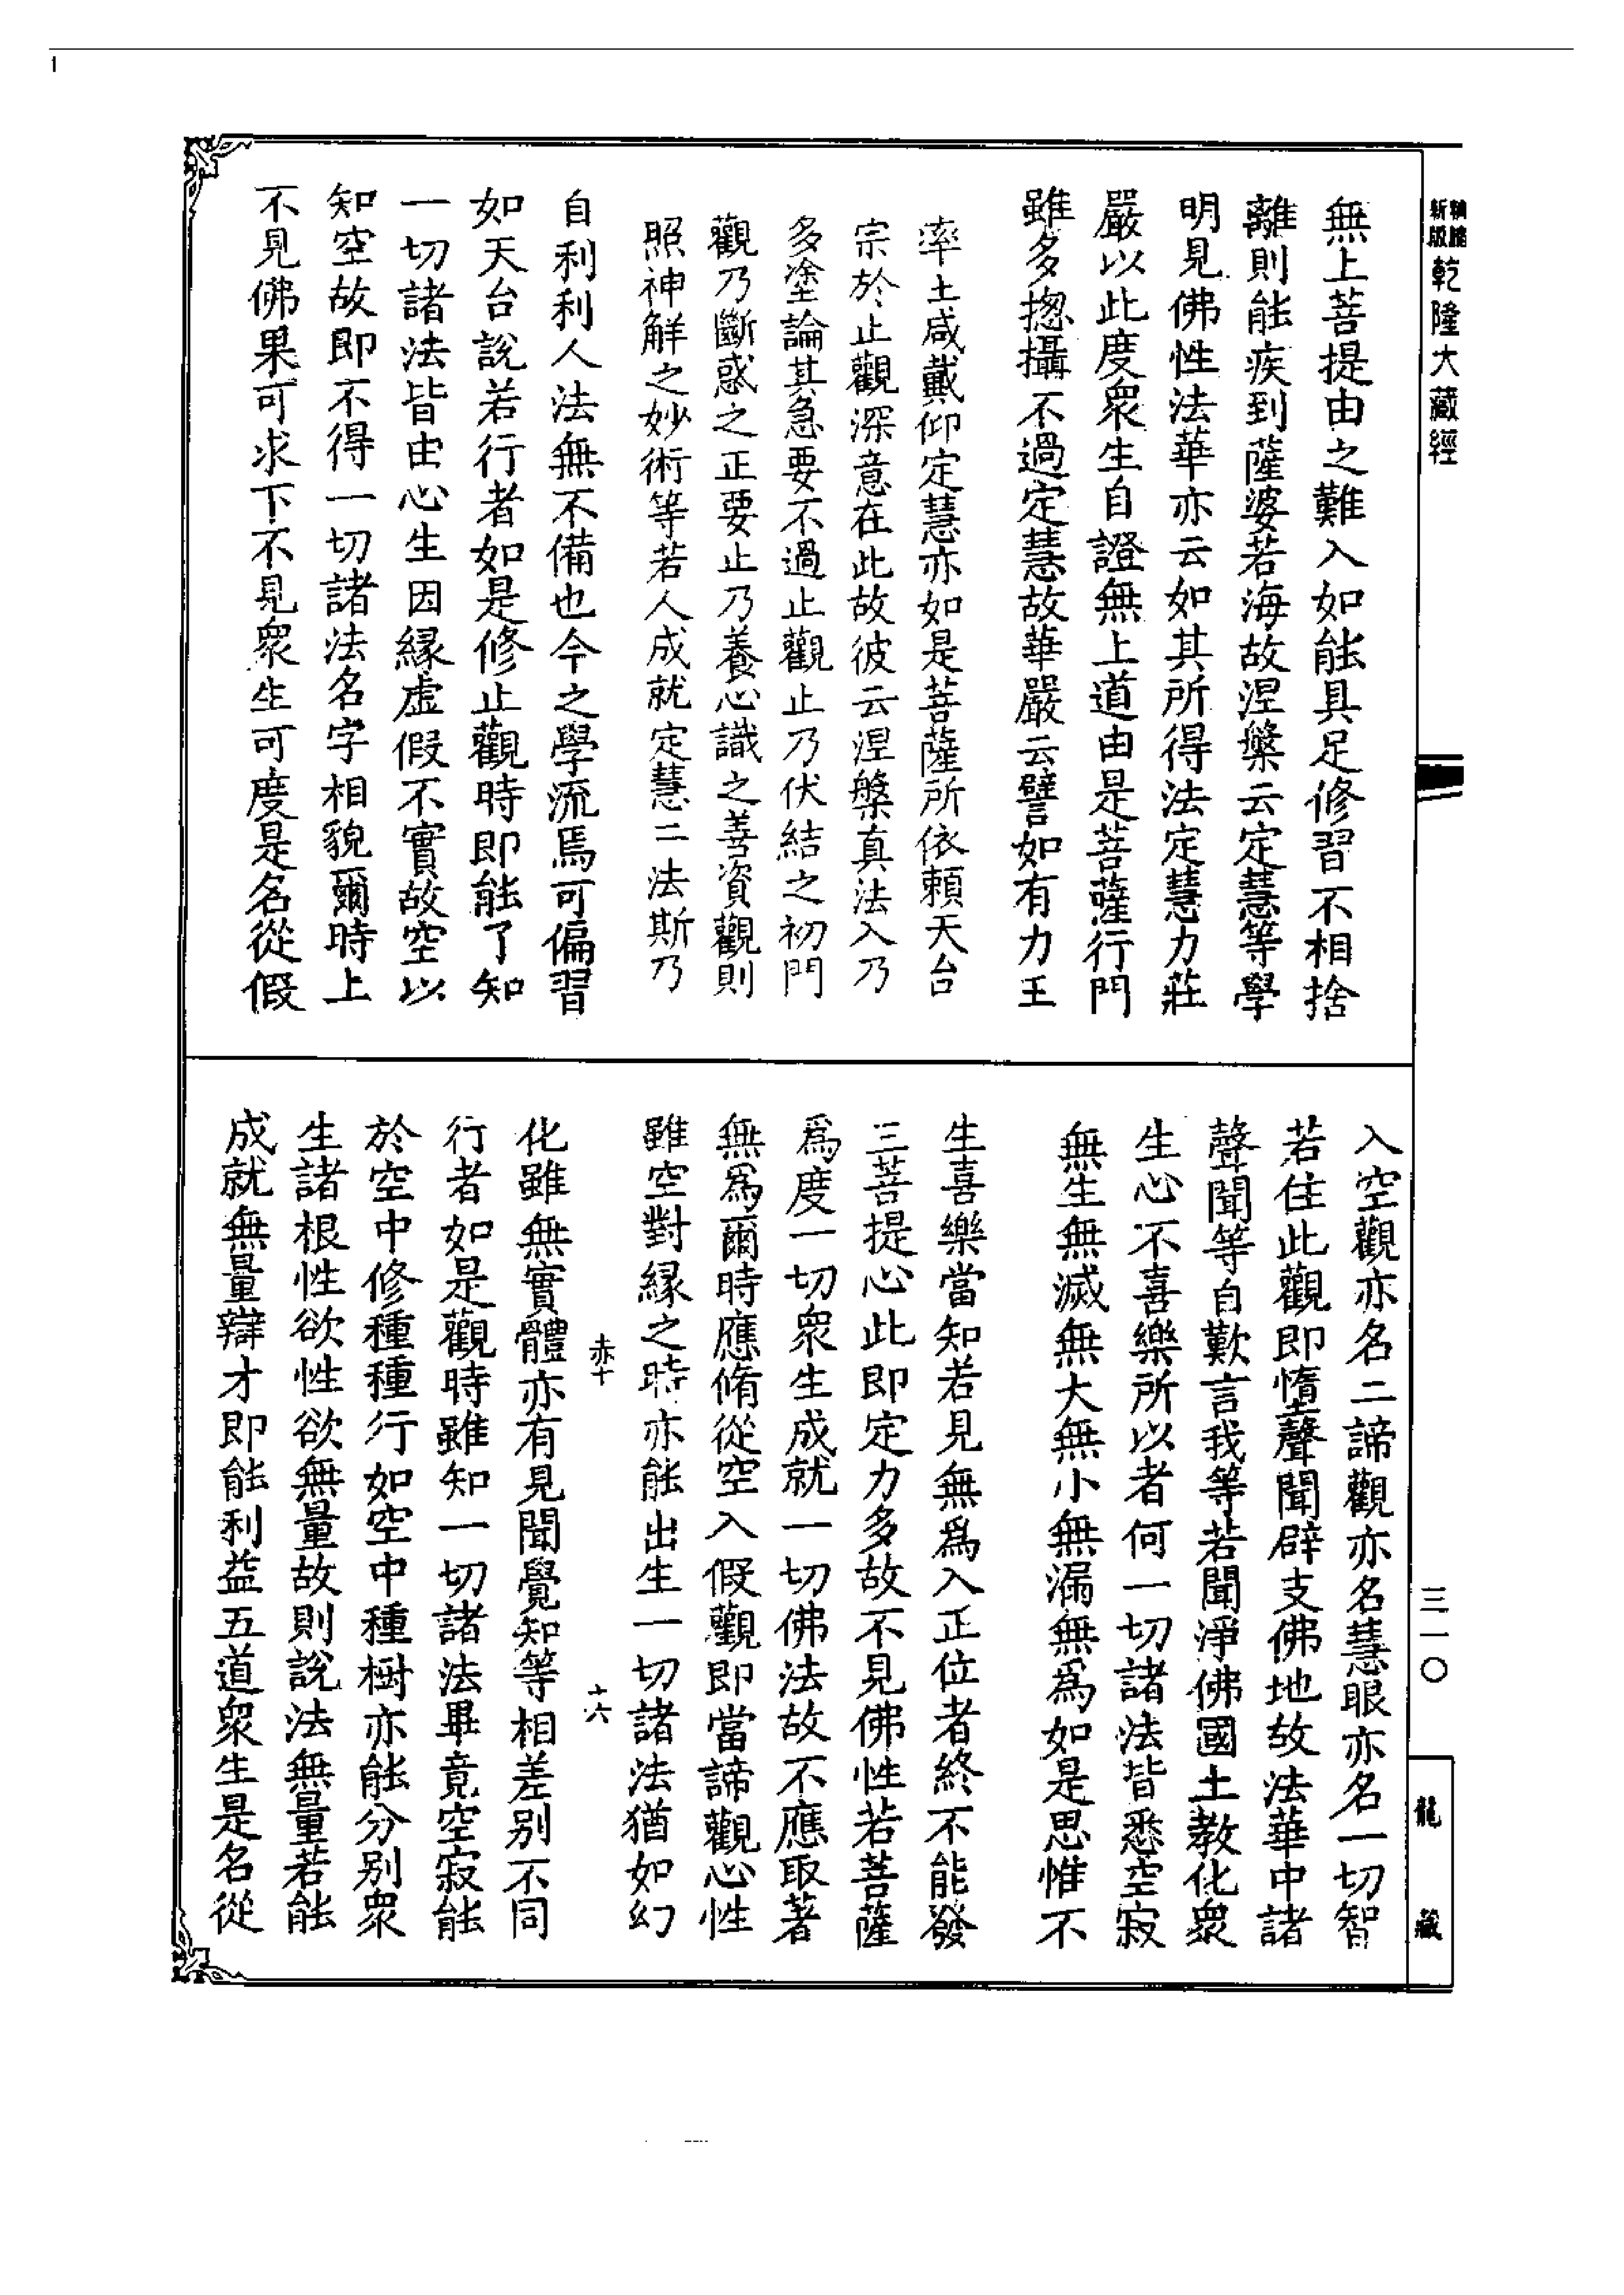 1
新版
乾隆大藏經
無上菩提由之難入如能具足修習不相捨
離則能疾到薩婆若海故涅槃云定慧等學
明見佛性法華亦云如其所得法定慧力莊
嚴以此度衆生自證無上道由是菩薩行門
雖多揔攝不過定慧故華嚴云譬如有力王
率土咸戴仰定慧亦如是菩薩所依賴天台
宗於止觀深意在此故彼云涅槃真法入乃
多塗論其急要不過止觀止乃伏結之初門
觀乃斷惑之正要止乃養心識之善資觀則
照神解之妙術等若人成就定慧二法斯乃
自利利人法無不備也今之學流焉可偏習
如天台說若行者如是修止觀時即能了知
一切諸法皆由心生因緣虛假不實故空以
知空故即不得一切諸法名字相貌爾時上
不見佛果可求下不見衆生可度是名從假
入空觀亦名二諦觀亦名慧眼亦名一切智
若住此觀即墮聲聞辟支佛地故法華中諸
聲聞等自歎言我等若聞淨佛國土教化衆
生心不喜樂所以者何一切諸法皆悉空寂
無生無滅無大無小無漏無爲如是思惟不
生喜樂當知若見無爲入正位者終不能發
三菩提心此即定力多故不見佛性若菩薩
爲度一切衆生成就一切佛法故不應取著
無爲爾時應脩從空入假觀即當諦觀心性
雖空對緣之時亦能出生一切諸法猶如幻
赤十
十六
化雖無實體亦有見聞覺知等相差別不同
行者如是觀時雖知一切諸法畢竟空寂能
於空中修種種行如空中種樹亦能分別衆
生諸根性欲性欲無量故則說法無量若能
成就無量辯才即能利益五道衆生是名從
三一〇
龍藏